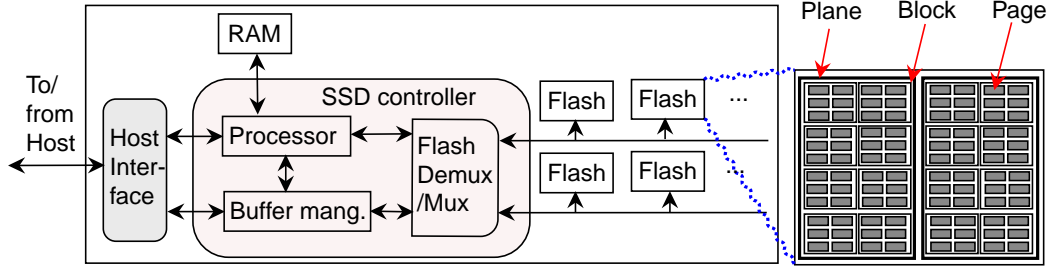 Plane
Block
Page
RAM
To/
from
Host
SSD controller
Flash
Flash
...
Host
Inter-
face
Processor
Flash
Demux
/Mux
Flash
Flash
...
Buffer mang.